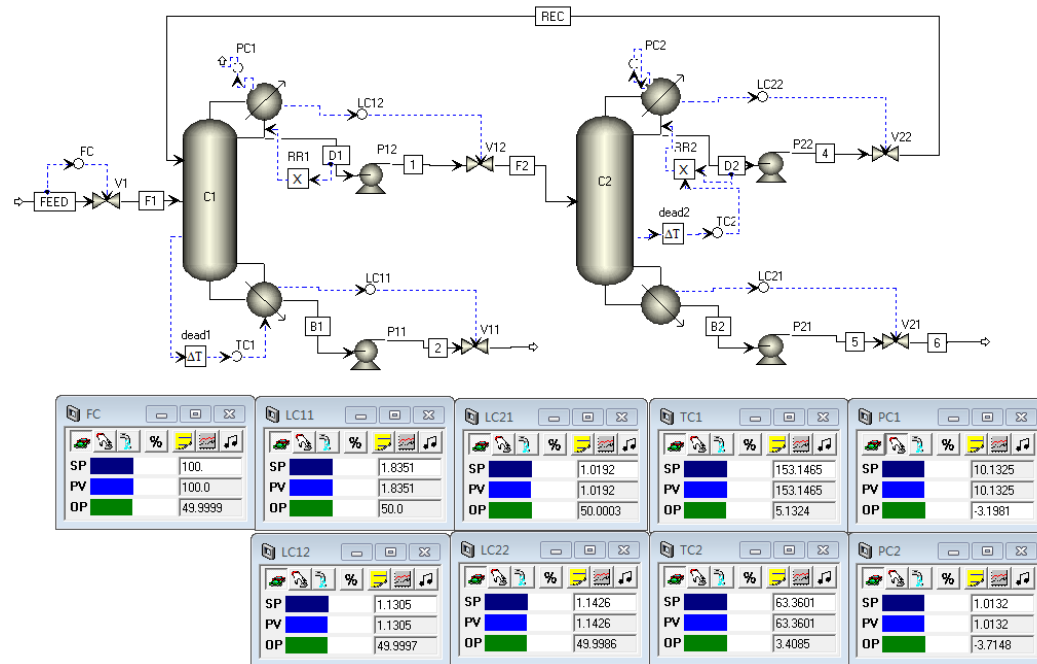 REC
PC1
PC2
LC12
LC22
FC
V1
FEED
F1
C1
RR1
X
D1
P12
1
V12
F2
C2
RR2
X
D2
P22
4
V22
dead2
ΔT
TC2
LC11
LC21
dead1
ΔT
TC1
B1
P11
2
V11
B2
P21
5
V21
6
FC
%
SP 100.
PV 100.0
OP 49.9999
LC11
%
SP 1.8351
PV 1.8351
OP 50.0
LC21
%
SP 1.0192
PV 1.0192
OP 50.0003
TC1
%
SP 153.1465
PV 153.1465
OP 5.1324
PC1
%
SP 10.1325
PV 10.1325
OP -3.1981
LC12
%
SP 1.1305
PV 1.1305
OP 49.9997
LC22
%
SP 1.1426
PV 1.1426
OP 49.9986
TC2
%
SP 63.3601
PV 63.3601
OP 3.4085
PC2
%
SP 1.0132
PV 1.0132
OP -3.7148